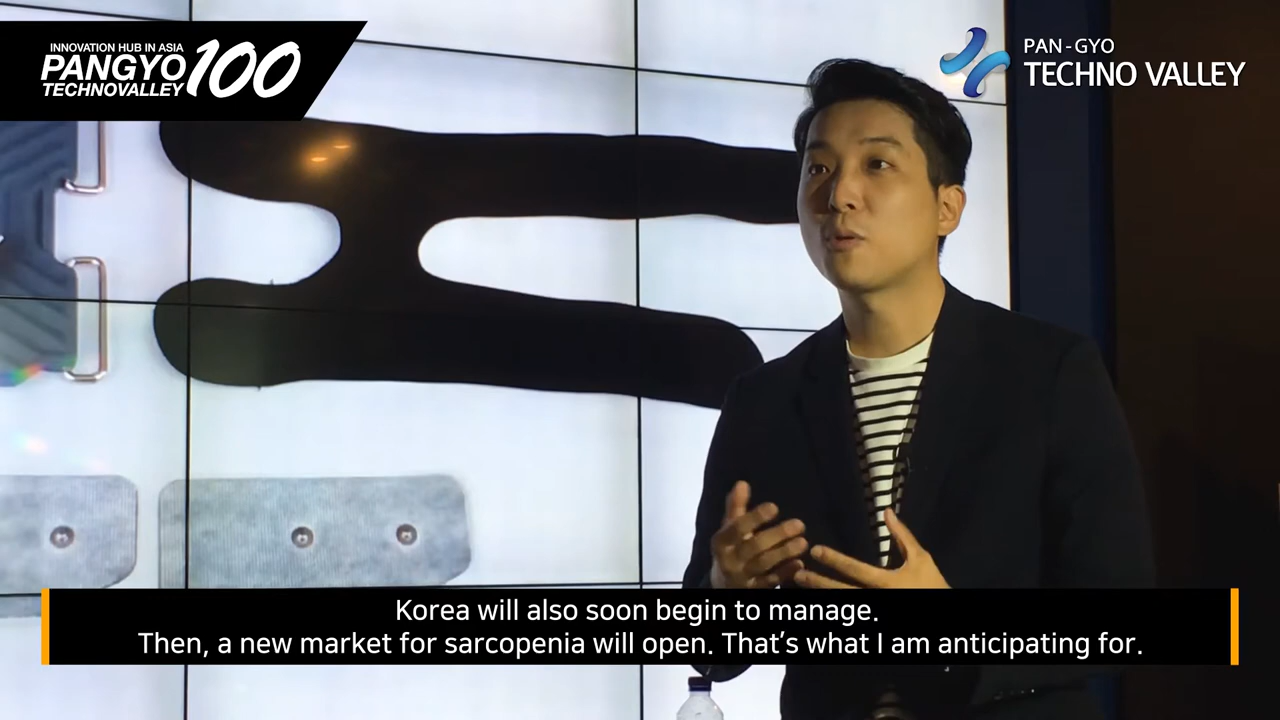 INNOVATION HUB IN ASIA
PANGYO 100
TECHNOVALLEY
PAN-GYO
TECHNO VALLEY
Korea will also soon begin to manage.
Then, a new market for sarcopenia will open. That's what I am anticipating for.